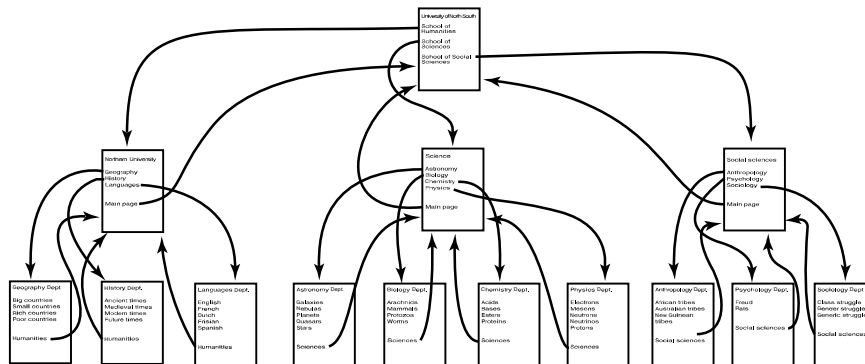 University of North South
School of
Humanities
School of
Sciences
School of Social
Sciences
Northern University
Geography
History
Languages
Main page
Science
Astronomy
Biology
Chemistry
Physics
Main page
Social sciences
Anthropology
Psychology
Sociology
Main page
Geography Dept
Big countries
Small countries
Rich countries
Poor countries
Humanities
History Dept.
Ancient times
Medieval times
Modern times
Future times
Humanities
Languages Dept.
English
French
Dutch
Frisian
Spanish
Humanities
Astronomy Dept.
Galaxies
Nebulas
Planets
Quasars
Stars
Sciences
Biology Dept.
Arachnids
Mammals
Protozoa
Worms
Sciences
Chemistry Dept.
Acids
Bases
Esters
Proteins
Sciences
Physics Dept.
Electrons
Mesons
Neutrons
Neutrinos
Protons
Sciences
Anthropology Dept.
African tribes
Australian tribes
New Guinean
tribes
Social sciences
Psychology Dept.
Freud
Rats
Social sciences
Sociology Dept.
Class struggle
Gender struggle
Generic struggle
Social sciences